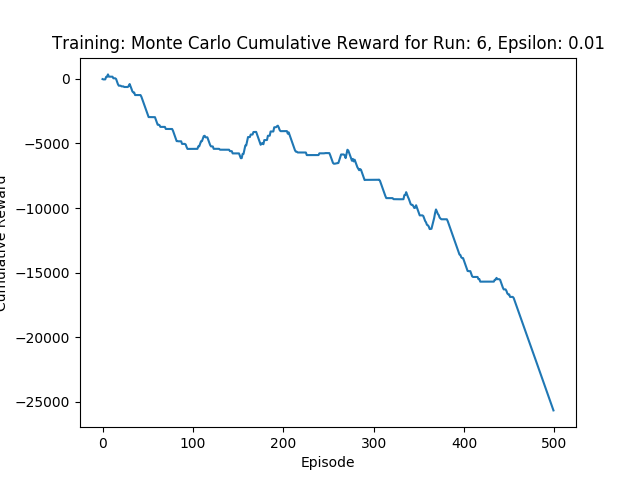 Training: Monte Carlo Cumulative Reward for Run: 6, Epsilon: 0.01
0
−5000
−10000
−15000
−20000
−25000
Cumulative Reward
0 100 200 300 400 500
Episode